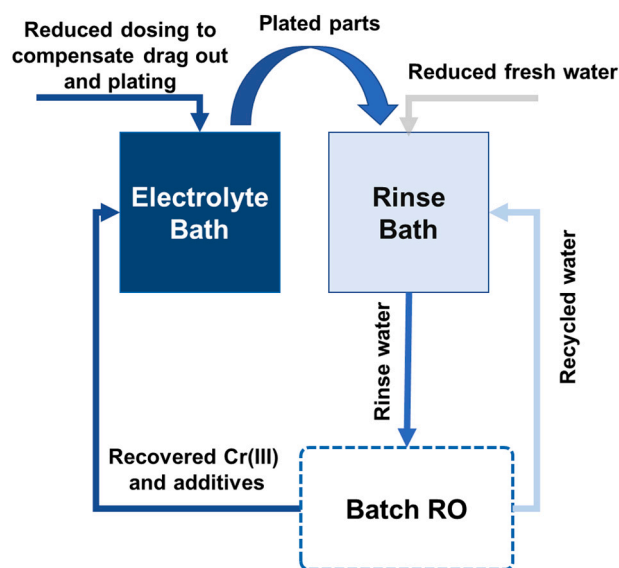 Reduced dosing to
compensate drag out
and plating
Plated parts
Reduced fresh water
Electrolyte
Bath
Rinse
Bath
Rinse water
Recycled water
Recovered Cr(III)
and additives
Batch RO